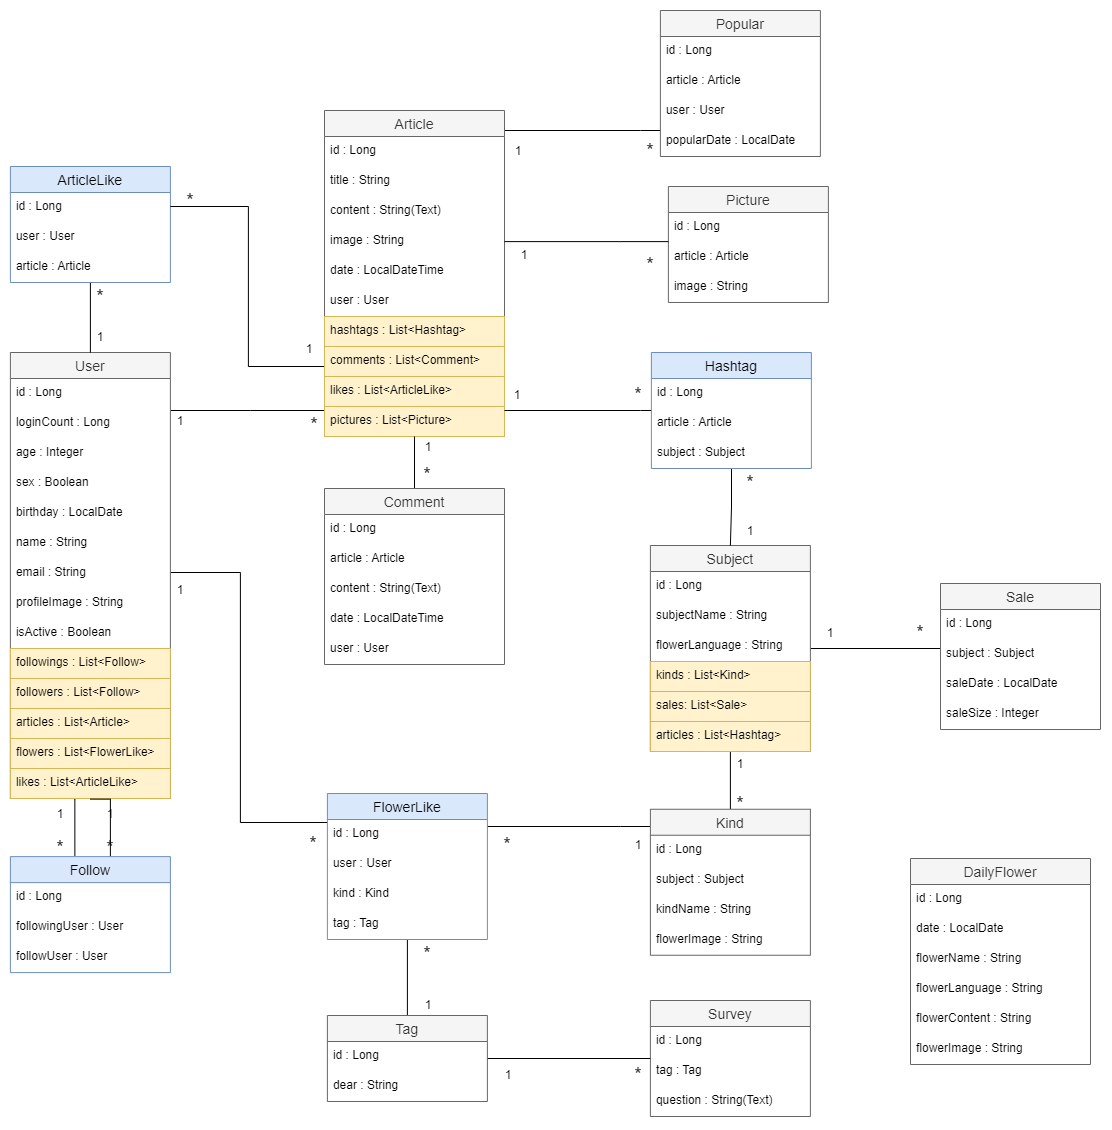 Popular
id : Long
article : Article
user : User
popularDate : LocalDate
Article
id : Long
title : String
content : String(Text)
image : String
date : LocalDateTime
user : User
hashtags : List<Hashtag>
comments : List<Comment>
likes : List<ArticleLike>
pictures : List<Picture>
1
*
ArticleLike
id : Long
user : User
article : Article
*
1
Picture
id : Long
article : Article
image : String
1
*
*
1
User
id : Long
loginCount : Long
age : Integer
sex : Boolean
birthday : LocalDate
name : String
email : String
profileImage : String
isActive : Boolean
followings : List<Follow>
followers : List<Follow>
articles : List<Article>
flowers : List<FlowerLike>
likes : List<ArticleLike>
1
*
Hashtag
id : Long
article : Article
subject : Subject
1
*
1
*
Comment
id : Long
article : Article
content : String(Text)
date : LocalDateTime
user : User
*
1
Subject
id : Long
subjectName : String
flowerLanguage : String
kinds : List<Kind>
sales: List<Sale>
articles : List<Hashtag>
1
*
Sale
id : Long
subject : Subject
saleDate : LocalDate
saleSize : Integer
1
*
1
*
Kind
id : Long
subject : Subject
kindName : String
flowerImage : String
FlowerLike
id : Long
user : User
kind : Kind
tag : Tag
*
1
1
1
*
*
Follow
id : Long
followingUser : User
followUser : User
DailyFlower
id : Long
date : LocalDate
flowerName : String
flowerLanguage : String
flowerContent : String
flowerImage : String
*
1
Tag
id : Long
dear : String
1
*
Survey
id : Long
tag : Tag
question : String(Text)